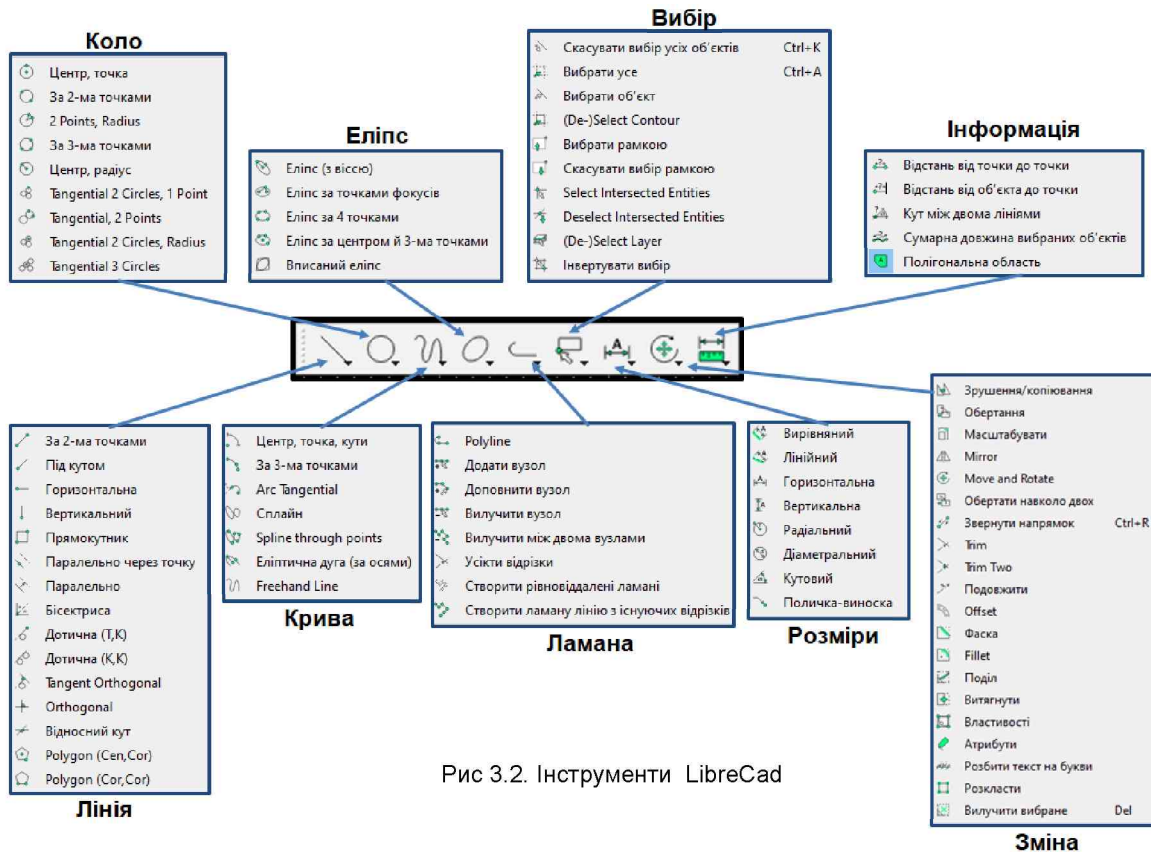 Коло
Центр, точка
За 2-ма точками
2 Points, Radius
За 3-ма точками
Центр, радіус
Tangential 2 Circles, 1 Point
Tangential, 2 Points
Tangential 2 Circles, Radius
Tangential 3 Circles
Еліпс
Еліпс (з віссю)
Еліпс за точками фокусів
Еліпс за 4 точками
Еліпс за центром й 3-ма точками
Вписаний еліпс
Вибір
Скасувати вибір усіх об’єктів Ctrl+K
Вибрати усе Ctrl+A
Вибрати об’єкт
(De-)Select Contour
Вибрати рамкою
Скасувати вибір рамкою
Select Intersected Entities
Deselect Intersected Entities
(De-)Select Layer
Інвертувати вибір
Інформація
Відстань від точки до точки
Відстань від об’єкта до точки
Кут між двома лініями
Сумарна довжина вибраних об’єктів
Полігональна область
За 2-ма точками
Під кутом
Горизонтальна
Вертикальний
Прямокутник
Паралельно через точку
Паралельно
Бісектриса
Дотична (Т,К)
Дотична (К,К)
Tangent Orthogonal
Orthogonal
Відносний кут
Polygon (Cen,Cor)
Polygon (Cor,Cor)
Лінія
Центр, точка, кути
За 3-ма точками
Arc Tangential
Сплайн
Spline through points
Еліптична дуга (за осями)
Freehand Line
Крива
Polyline
Додати вузол
Доповнити вузол
Вилучити вузол
Вилучити між двома вузлами
Усікти відрізки
Створити рівновіддалені ламані
Створити ламану лінію з існуючих відрізків
Ламана
Вирівняний
Лінійний
Горизонтальна
Вертикальна
Радіальний
Діаметральний
Кутовий
Поличка-виноска
Розміри
Зрушення/копіювання
Обертання
Масштабувати
Mirror
Move and Rotate
Обертати навколо двох
Звернути напрямок Ctrl+R
Trim
Trim Two
Подовжити
Offset
Фаска
Fillet
Поділ
Витягнути
Властивості
Атрибути
Розбити текст на букви
Розкласти
Вилучити вибране Del
Зміна
Рис 3.2. Інструменти LibreCad